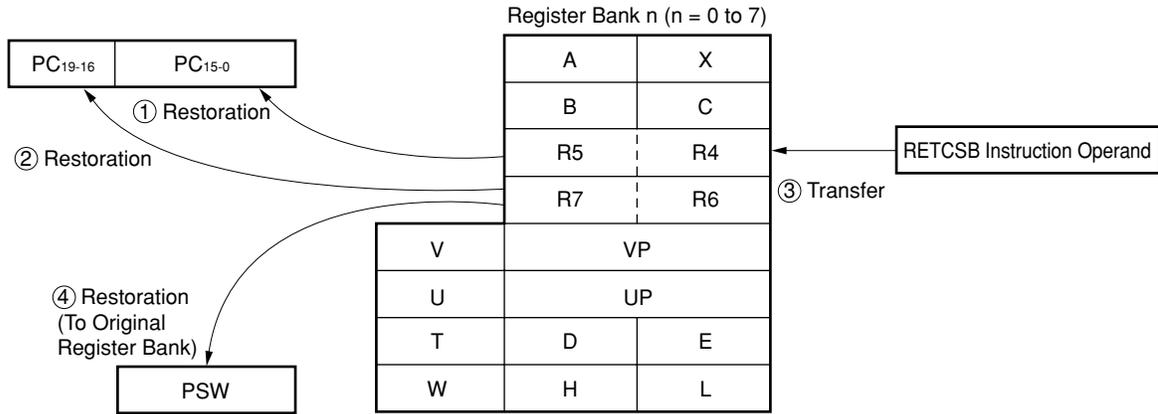 Register Bank n (n = 0 to 7)
PC19-16 PC15-0
A X
① Restoration
B C
② Restoration
R5 R4
RETCSB Instruction Operand
③ Transfer
R7 R6
V VP
④ Restoration
(To Original
Register Bank)
U UP
T D E
PSW
W H L